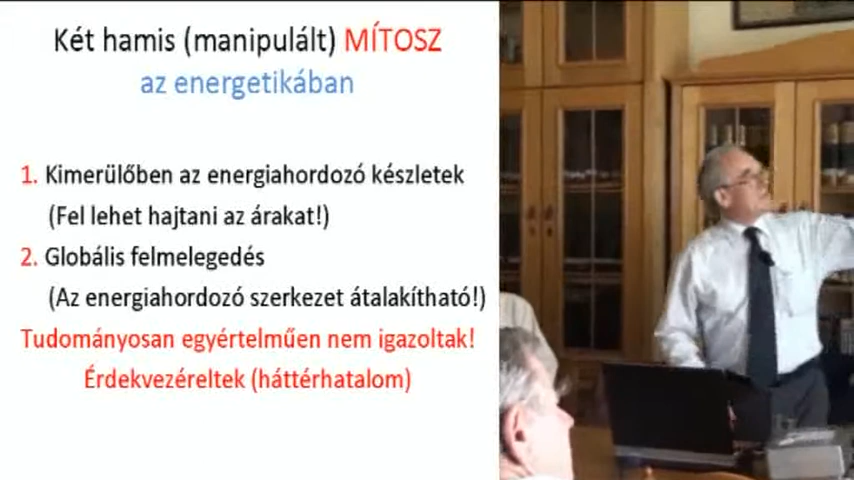 Két hamis (manipulált) MÍTOSZ
az energetikában
1. Kimerülőben az energiahordozó készletek
(Fel lehet hajtani az árakat!)
2. Globális felmelegedés
(Az energiahordozó szerkezet átalakítható!)
Tudományosan egyértelműen nem igazoltak!
Érdekvezéreltek (háttérhatalom)